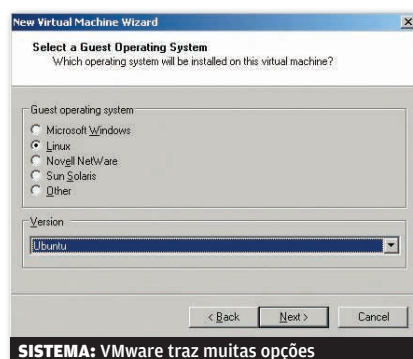 New Virtual Machine Wizard
Select a Guest Operating System
Which operating system will be installed on this virtual machine?
Guest operating system
Microsoft Windows
Linux
Novell NetWare
Sun Solaris
Other
Version
Ubuntu
< Back
Next >
Cancel
SISTEMA: VMware traz muitas opções